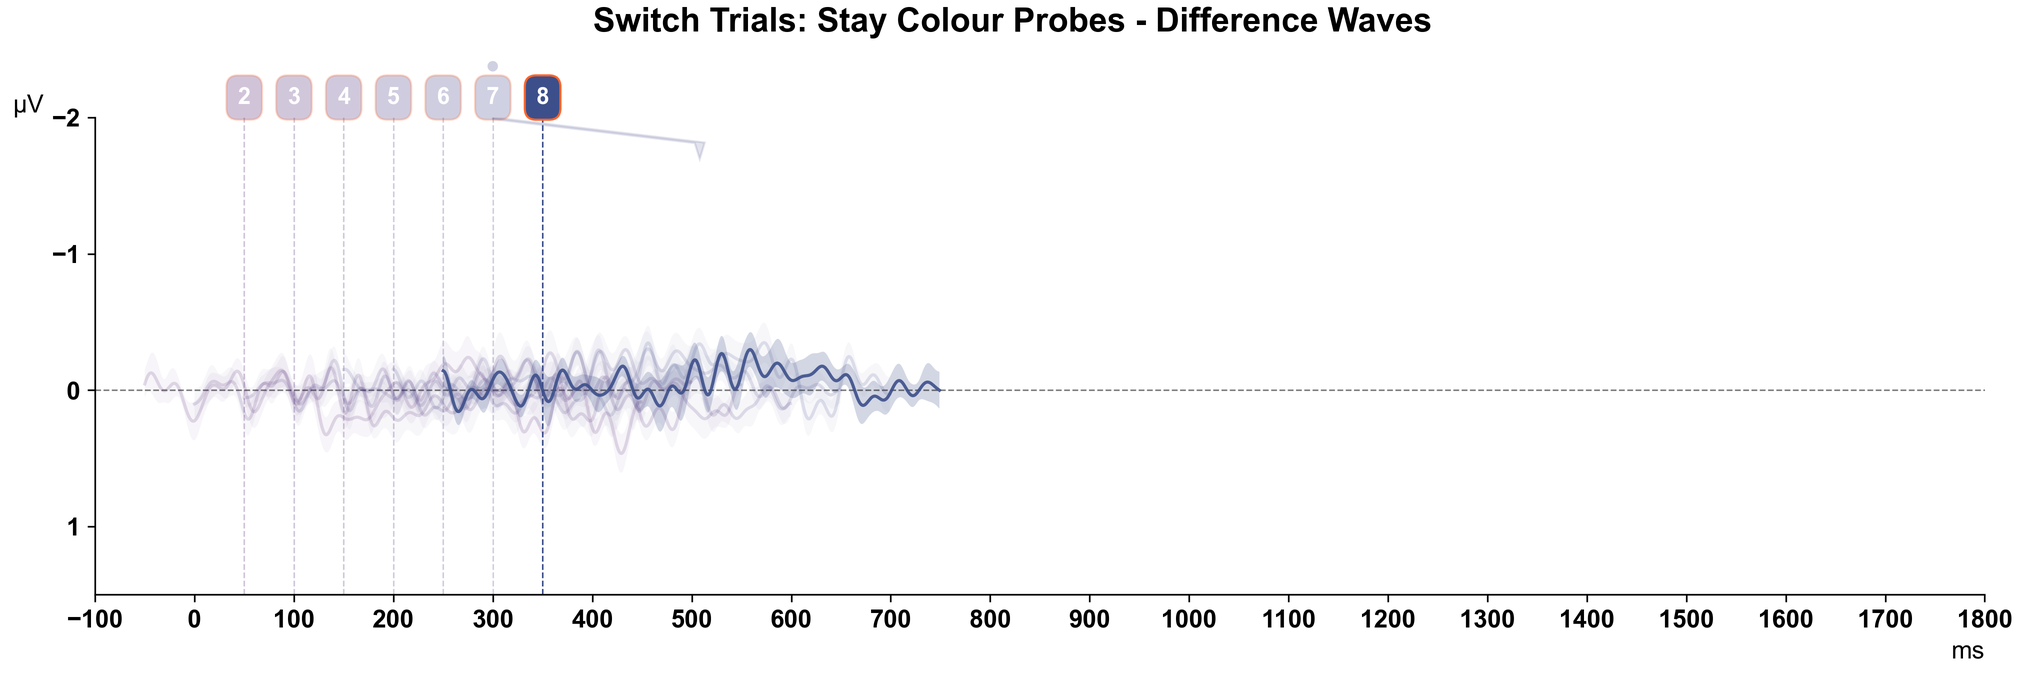 Switch Trials: Stay Colour Probes - Difference Waves
2 3 4 5 6 7 8
µV
−2
−1
0
1
−100 0 100 200 300 400 500 600 700 800 900 1000 1100 1200 1300 1400 1500 1600 1700 1800
ms